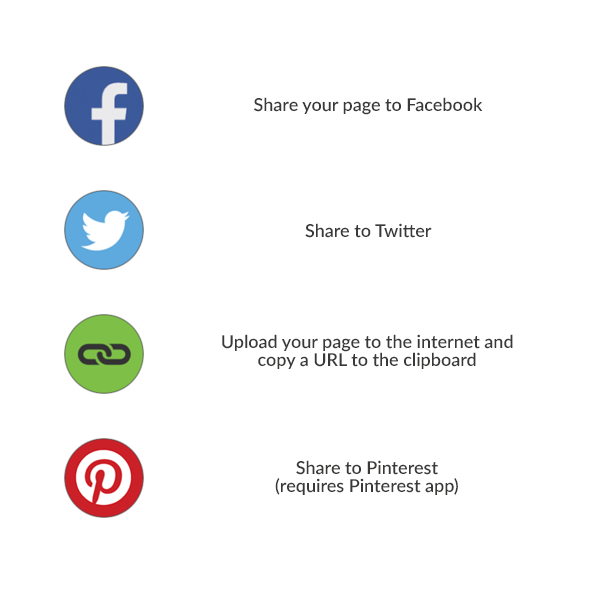 Share your page to Facebook
Share to Twitter
Upload your page to the internet and
copy a URL to the clipboard
Share to Pinterest
(requires Pinterest app)